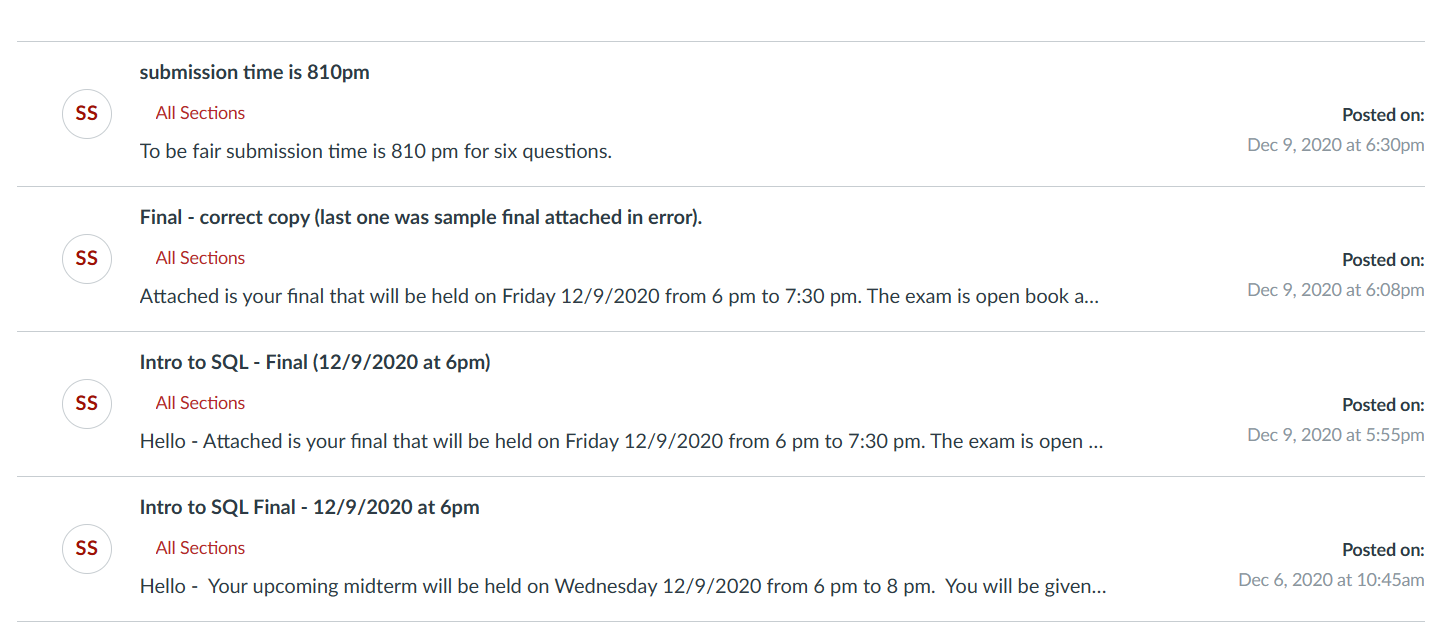 submission time is 810pm
SS
All Sections
Posted on:
To be fair submission time is 810 pm for six questions.
Dec 9, 2020 at 6:30pm
Final - correct copy (last one was sample final attached in error).
SS
All Sections
Posted on:
Attached is your final that will be held on Friday 12/9/2020 from 6 pm to 7:30 pm. The exam is open book a...
Dec 9, 2020 at 6:08pm
Intro to SQL - Final (12/9/2020 at 6pm)
SS
All Sections
Posted on:
Hello - Attached is your final that will be held on Friday 12/9/2020 from 6 pm to 7:30 pm. The exam is open ...
Dec 9, 2020 at 5:55pm
Intro to SQL Final - 12/9/2020 at 6pm
SS
All Sections
Posted on:
Hello -  Your upcoming midterm will be held on Wednesday 12/9/2020 from 6 pm to 8 pm.  You will be given...
Dec 6, 2020 at 10:45am